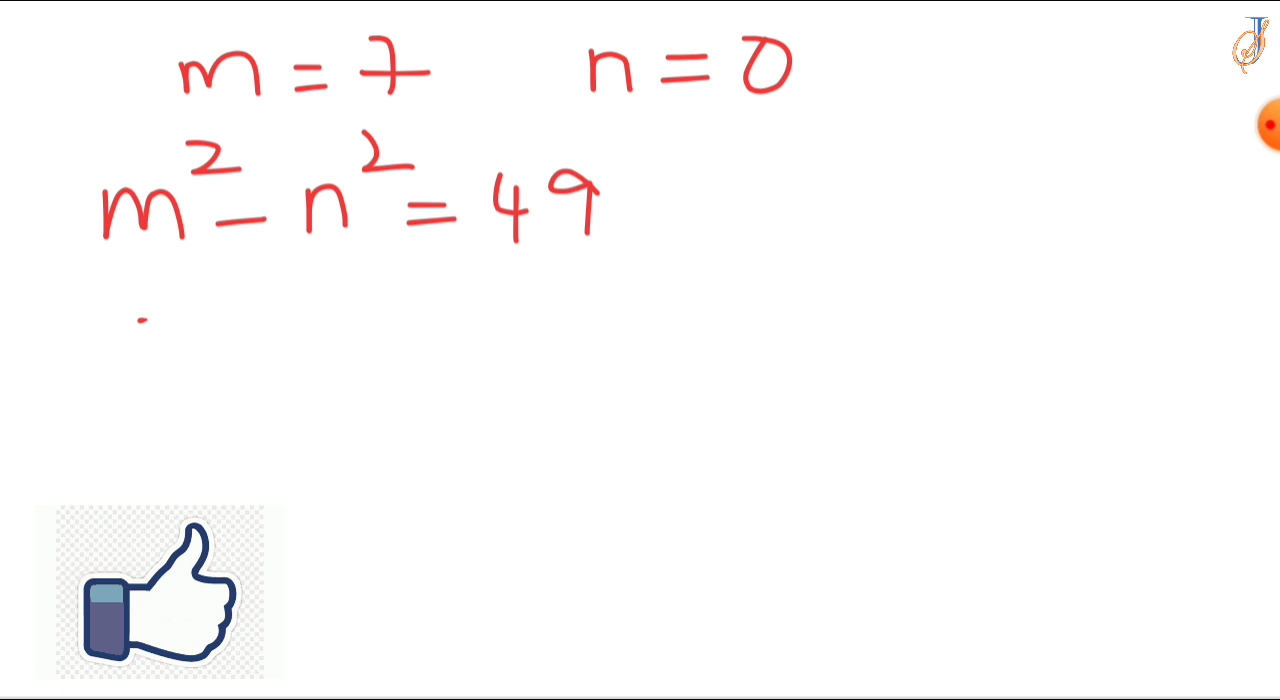 m = 7 n = 0
m² - n² = 49